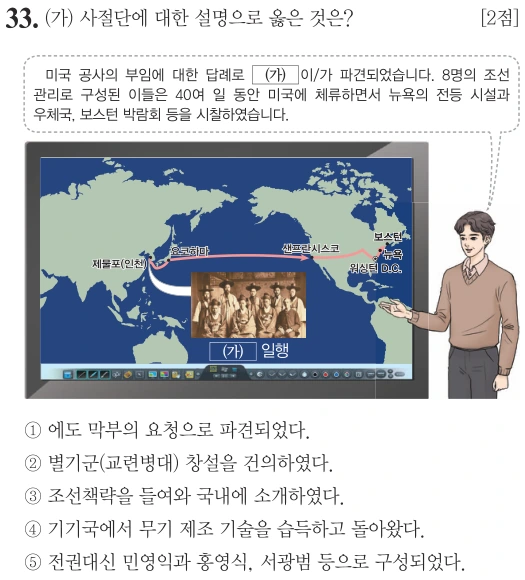 33. (가) 사절단에 대한 설명으로 옳은 것은? [2점]
미국 공사의 부임에 대한 답례로 (가) 이/가 파견되었습니다. 8명의 조선
관리로 구성된 이들은 40여 일 동안 미국에 체류하면서 뉴욕의 전등 시설과
우체국, 보스턴 박람회 등을 시찰하였습니다.
제물포(인천)
요코하마
샌프란시스코
보스턴
뉴욕
워싱턴 D.C.
(가) 일행
① 에도 막부의 요청으로 파견되었다.
② 별기군(교련병대) 창설을 건의하였다.
③ 조선책략을 들여와 국내에 소개하였다.
④ 기기국에서 무기 제조 기술을 습득하고 돌아왔다.
⑤ 전권대신 민영익과 홍영식, 서광범 등으로 구성되었다.